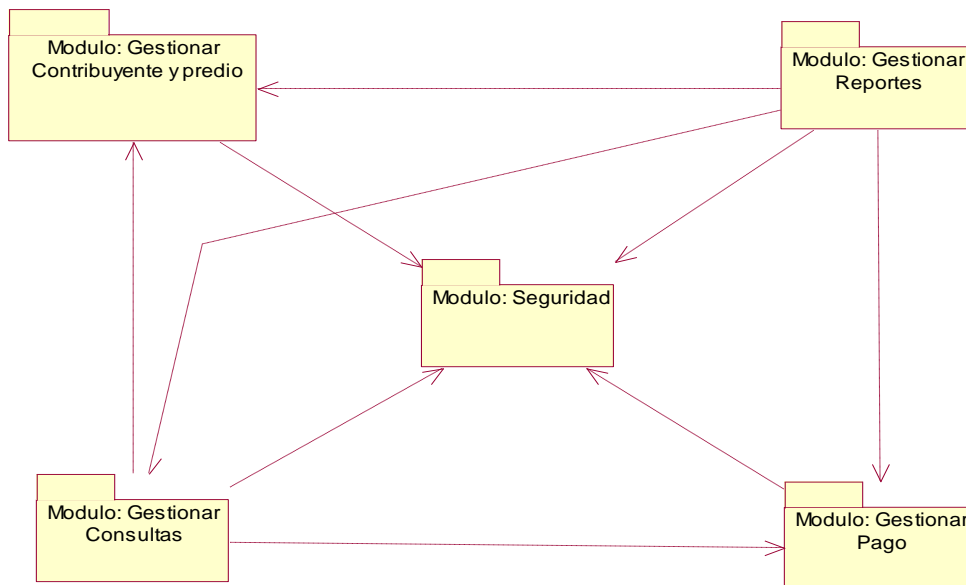 Modulo: Gestionar
Contribuyente y predio
Modulo: Gestionar
Reportes
Modulo: Seguridad
Modulo: Gestionar
Consultas
Modulo: Gestionar
Pago